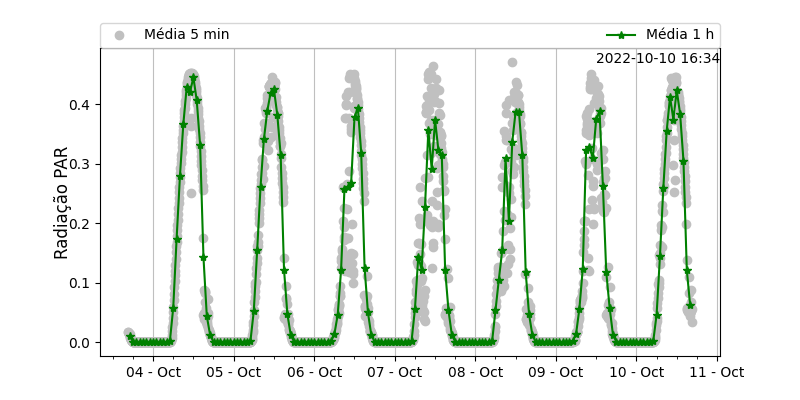 Média 5 min
Média 1 h
2022-10-10 16:34
Radiação PAR
0.4
0.3
0.2
0.1
0.0
04 - Oct
05 - Oct
06 - Oct
07 - Oct
08 - Oct
09 - Oct
10 - Oct
11 - Oct